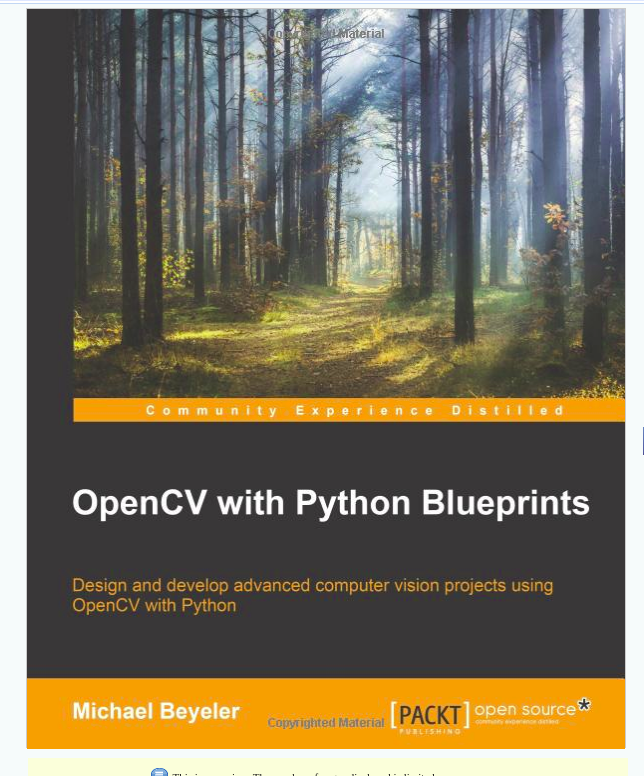 Copyrighted Material
Community Experience Distilled
OpenCV with Python Blueprints
Design and develop advanced computer vision projects using
OpenCV with Python
Michael Beyeler
Copyrighted Material
[PACKT]
PUBLISHING
open source*
community experience distilled